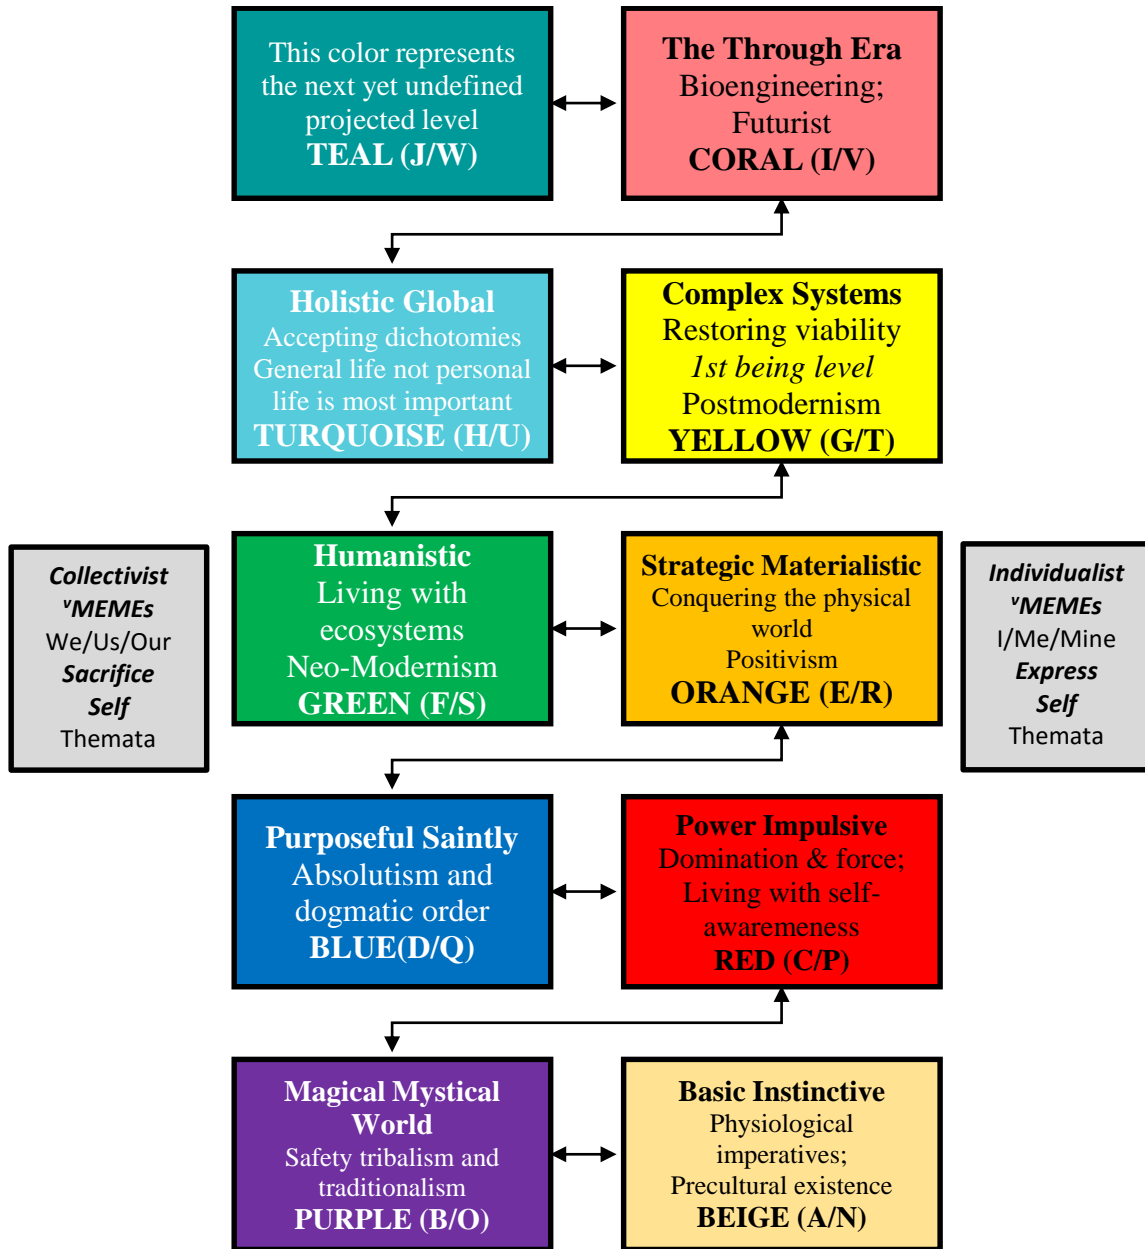 This color represents
the next yet undefined
projected level
TEAL (J/W)
The Through Era
Bioengineering;
Futurist
CORAL (I/V)
Holistic Global
Accepting dichotomies
General life not personal
life is most important
TURQUOISE (H/U)
Complex Systems
Restoring viability
1st being level
Postmodernism
YELLOW (G/T)
Collectivist
vMEMEs
We/Us/Our
Sacrifice
Self
Themata
Humanistic
Living with
ecosystems
Neo-Modernism
GREEN (F/S)
Strategic Materialistic
Conquering the physical
world
Positivism
ORANGE (E/R)
Individualist
vMEMEs
I/Me/Mine
Express
Self
Themata
Purposeful Saintly
Absolutism and
dogmatic order
BLUE(D/Q)
Power Impulsive
Domination & force;
Living with self-
awaremeness
RED (C/P)
Magical Mystical
World
Safety tribalism and
traditionalism
PURPLE (B/O)
Basic Instinctive
Physiological
imperatives;
Precultural existence
BEIGE (A/N)